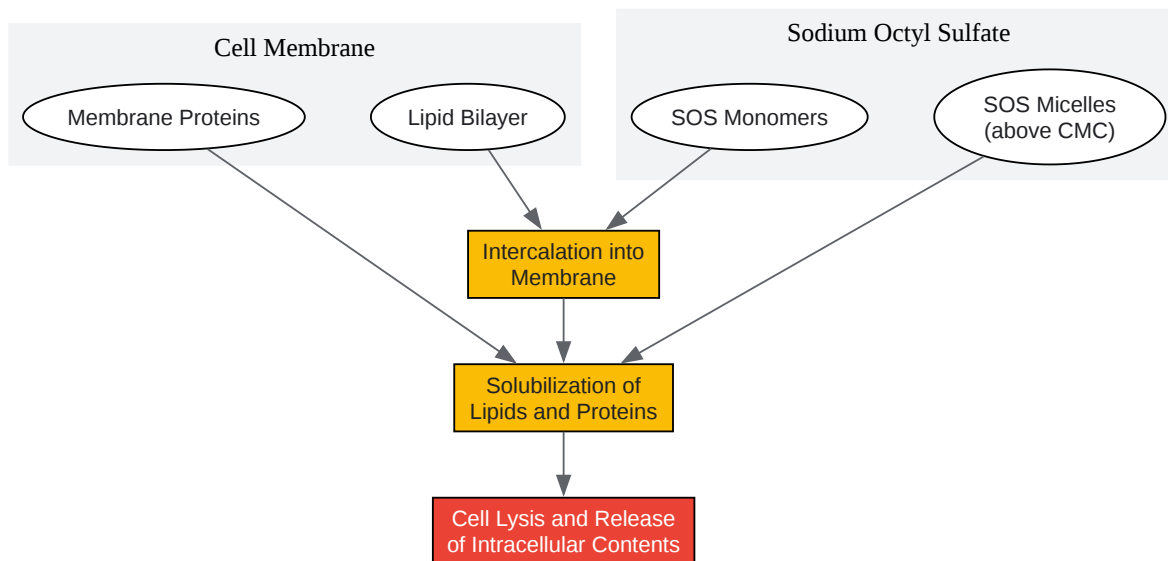 Cell Membrane
Sodium Octyl Sulfate
Membrane Proteins
Lipid Bilayer
SOS Monomers
SOS Micelles
(above CMC)
Intercalation into
Membrane
Solubilization of
Lipids and Proteins
Cell Lysis and Release
of Intracellular Contents